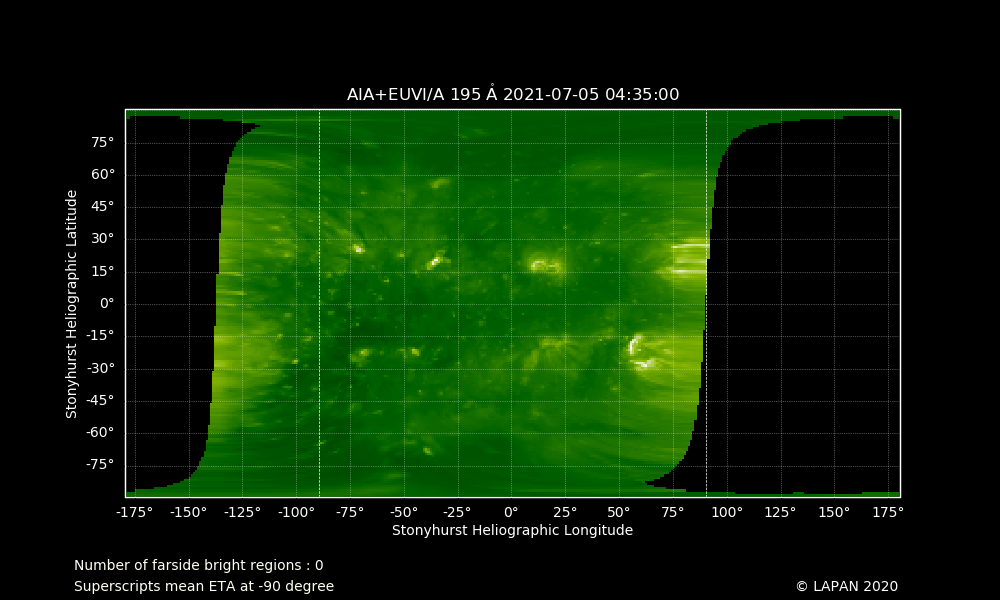 AIA+EUVI/A 195 Å 2021-07-05 04:35:00
75°
60°
45°
30°
15°
0°
-15°
-30°
-45°
-60°
-75°
Stonyhurst Heliographic Latitude
-175° -150° -125° -100° -75° -50° -25° 0° 25° 50° 75° 100° 125° 150° 175°
Stonyhurst Heliographic Longitude
Number of farside bright regions : 0
Superscripts mean ETA at -90 degree
© LAPAN 2020